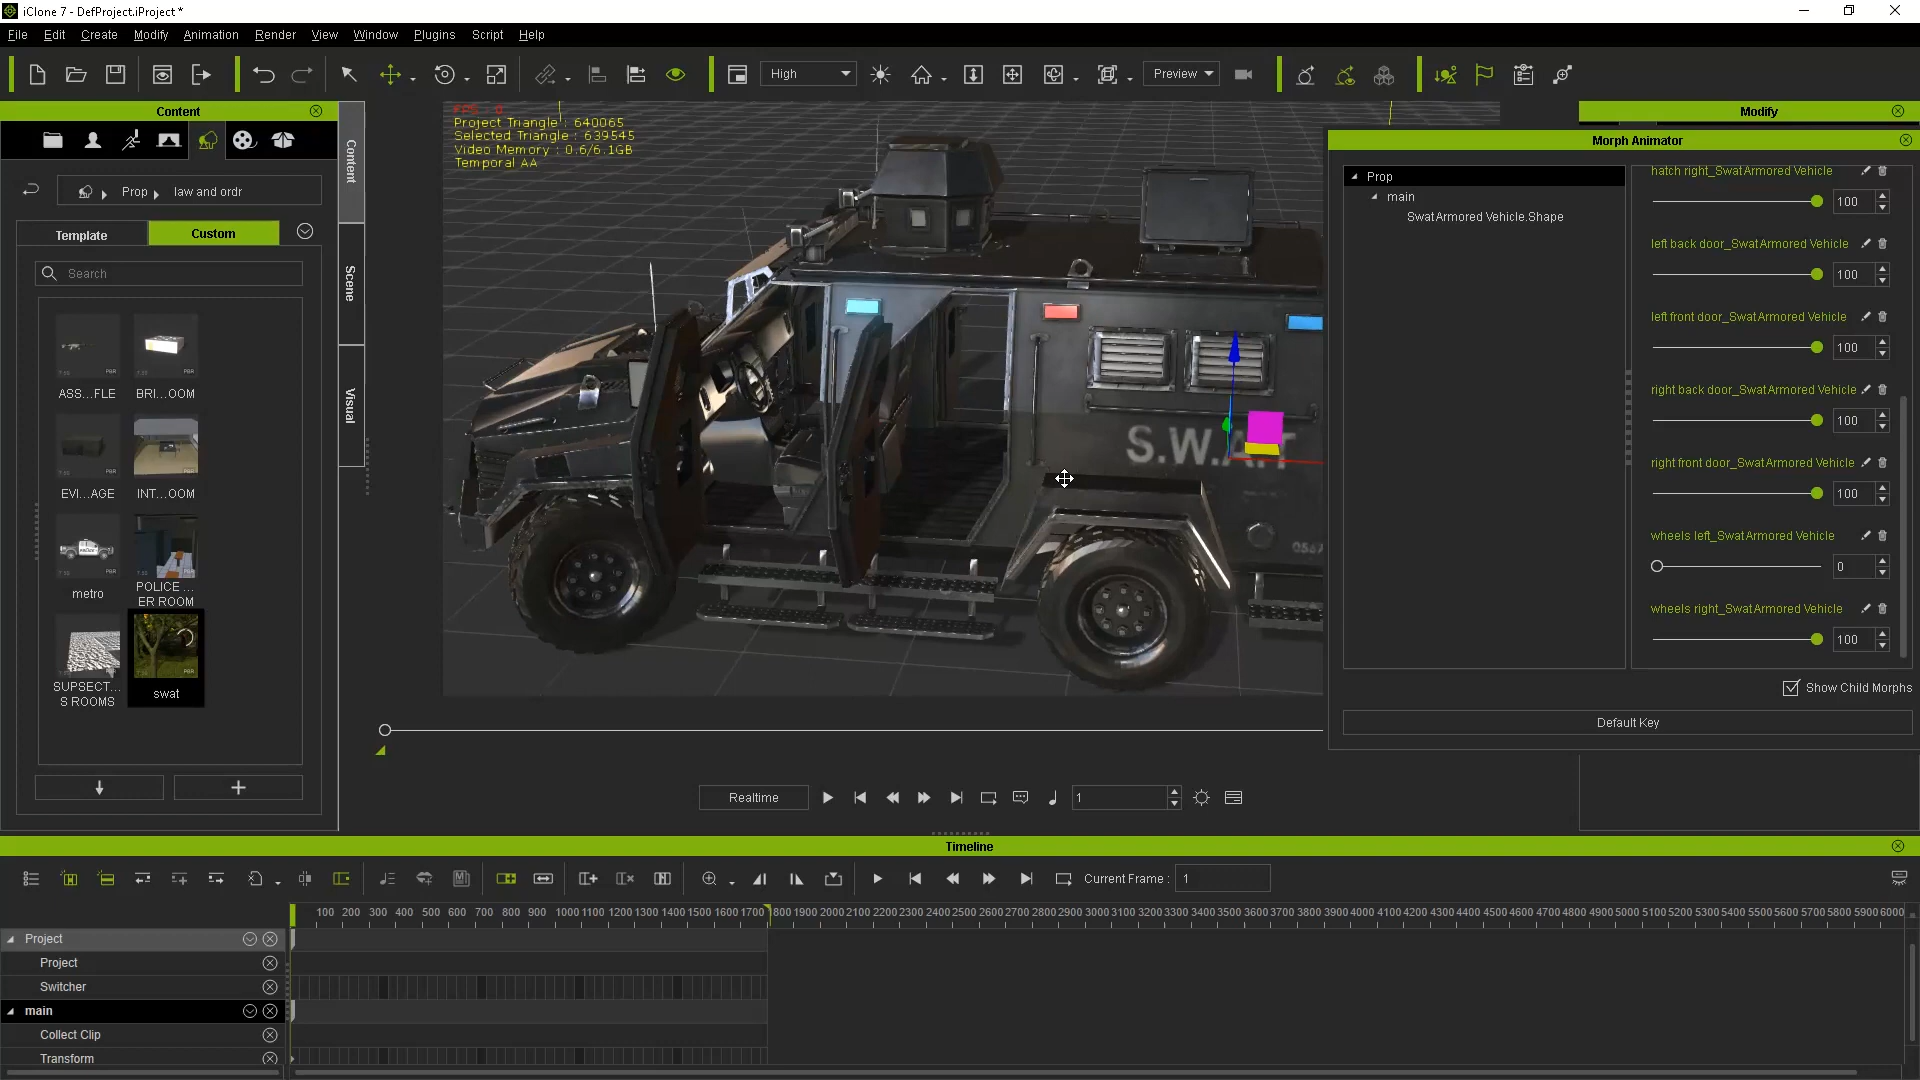 iClone 7 - DefProject.iProject *
File Edit Create Modify Animation Render View Window Plugins Script Help
High
Preview
Content
Modify
Morph Animator
Project Triangle : 640065
Selected Triangle : 639545
Video Memory : 0.6/6.1GB
Temporal AA
Content
Scene
Visual
Prop law and ordr
Template Custom
Search
ASS...FLE BRI...OOM
EVI...AGE INT...OOM
metro POLICE ...
ER ROOM
SUPSECT...
S ROOMS
swat
S.W.A.T
Prop
main
SwatArmored Vehicle.Shape
hatch right_SwatArmored Vehicle
100
left back door_SwatArmored Vehicle
100
left front door_SwatArmored Vehicle
100
right back door_SwatArmored Vehicle
100
right front door_SwatArmored Vehicle
100
wheels left_SwatArmored Vehicle
0
wheels right_SwatArmored Vehicle
100
Show Child Morphs
Default Key
Realtime
1
Timeline
Current Frame : 1
100 200 300 400 500 600 700 800 900 1000 1100 1200 1300 1400 1500 1600 1700 1800 1900 2000 2100 2200 2300 2400 2500 2600 2700 2800 2900 3000 3100 3200 3300 3400 3500 3600 3700 3800 3900 4000 4100 4200 4300 4400 4500 4600 4700 4800 4900 5000 5100 5200 5300 5400 5500 5600 5700 5800 5900 6000
Project
Project
Switcher
main
Collect Clip
Transform